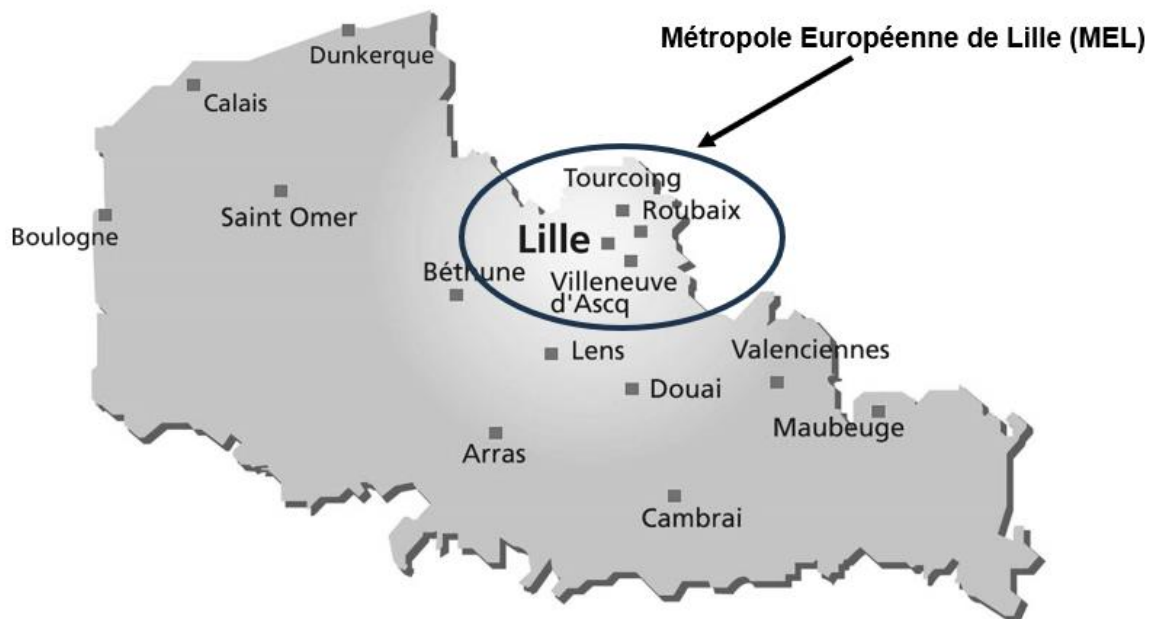 Métropole Européenne de Lille (MEL)
Dunkerque
Calais
Tourcoing
Saint Omer
Roubaix
Boulogne
Lille
Béthune
Villeneuve
d'Ascq
Lens
Valenciennes
Douai
Maubeuge
Arras
Cambrai